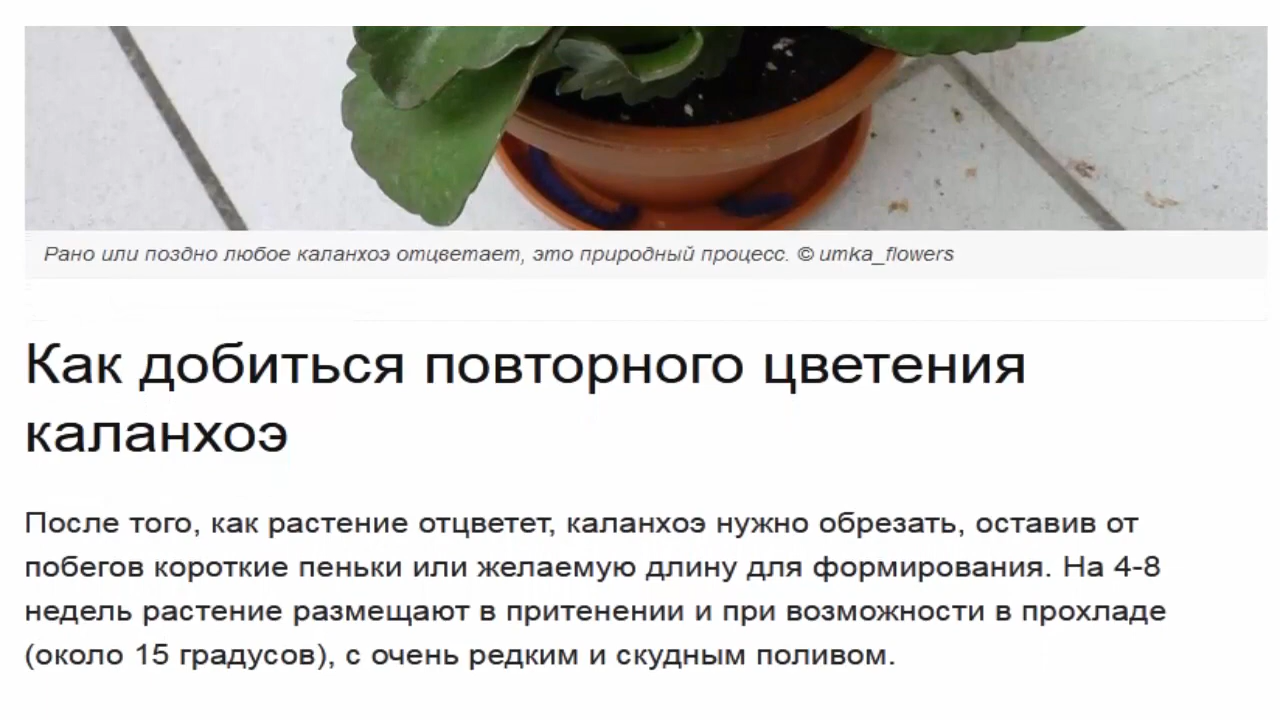 Рано или поздно любое каланхоэ отцветает, это природный процесс. © umka_flowers
Как добиться повторного цветения
каланхоэ
После того, как растение отцветет, каланхоэ нужно обрезать, оставив от
побегов короткие пеньки или желаемую длину для формирования. На 4-8
недель растение размещают в притенении и при возможности в прохладе
(около 15 градусов), с очень редким и скудным поливом.